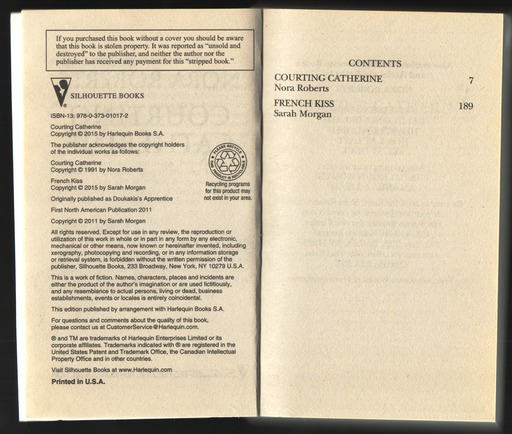 If you purchased this book without a cover you should be aware
that this book is stolen property. It was reported as "unsold and
destroyed" to the publisher, and neither the author nor the
publisher has received any payment for this "stripped book."
SILHOUETTE BOOKS
ISBN-13: 978-0-373-01017-2
Courting Catherine
Copyright © 2015 by Harlequin Books S.A.
The publisher acknowledges the copyright holders
of the individual works as follows:
Courting Catherine
Copyright © 1991 by Nora Roberts
French Kiss
Copyright © 2015 by Sarah Morgan
Originally published as Doukakis's Apprentice
First North American Publication 2011
Copyright © 2011 by Sarah Morgan
PLEASE RECYCLE
THIS PRODUCT IS RECYCLABLE
Recycling programs
for this product may
not exist in your area.
All rights reserved. Except for use in any review, the reproduction or
utilization of this work in whole or in part in any form by any electronic,
mechanical or other means, now known or hereinafter invented, including
xerography, photocopying and recording, or in any information storage
or retrieval system, is forbidden without the written permission of the
publisher, Silhouette Books, 233 Broadway, New York, NY 10279 U.S.A.
This is a work of fiction. Names, characters, places and incidents are
either the product of the author's imagination or are used fictitiously,
and any resemblance to actual persons, living or dead, business
establishments, events or locales is entirely coincidental.
This edition published by arrangement with Harlequin Books S.A.
For questions and comments about the quality of this book,
please contact us at CustomerService@Harlequin.com.
® and TM are trademarks of Harlequin Enterprises Limited or its
corporate affiliates. Trademarks indicated with ® are registered in the
United States Patent and Trademark Office, the Canadian Intellectual
Property Office and in other countries.
Visit Silhouette Books at www.Harlequin.com
Printed in U.S.A.
CONTENTS
COURTING CATHERINE 7
Nora Roberts
FRENCH KISS 189
Sarah Morgan